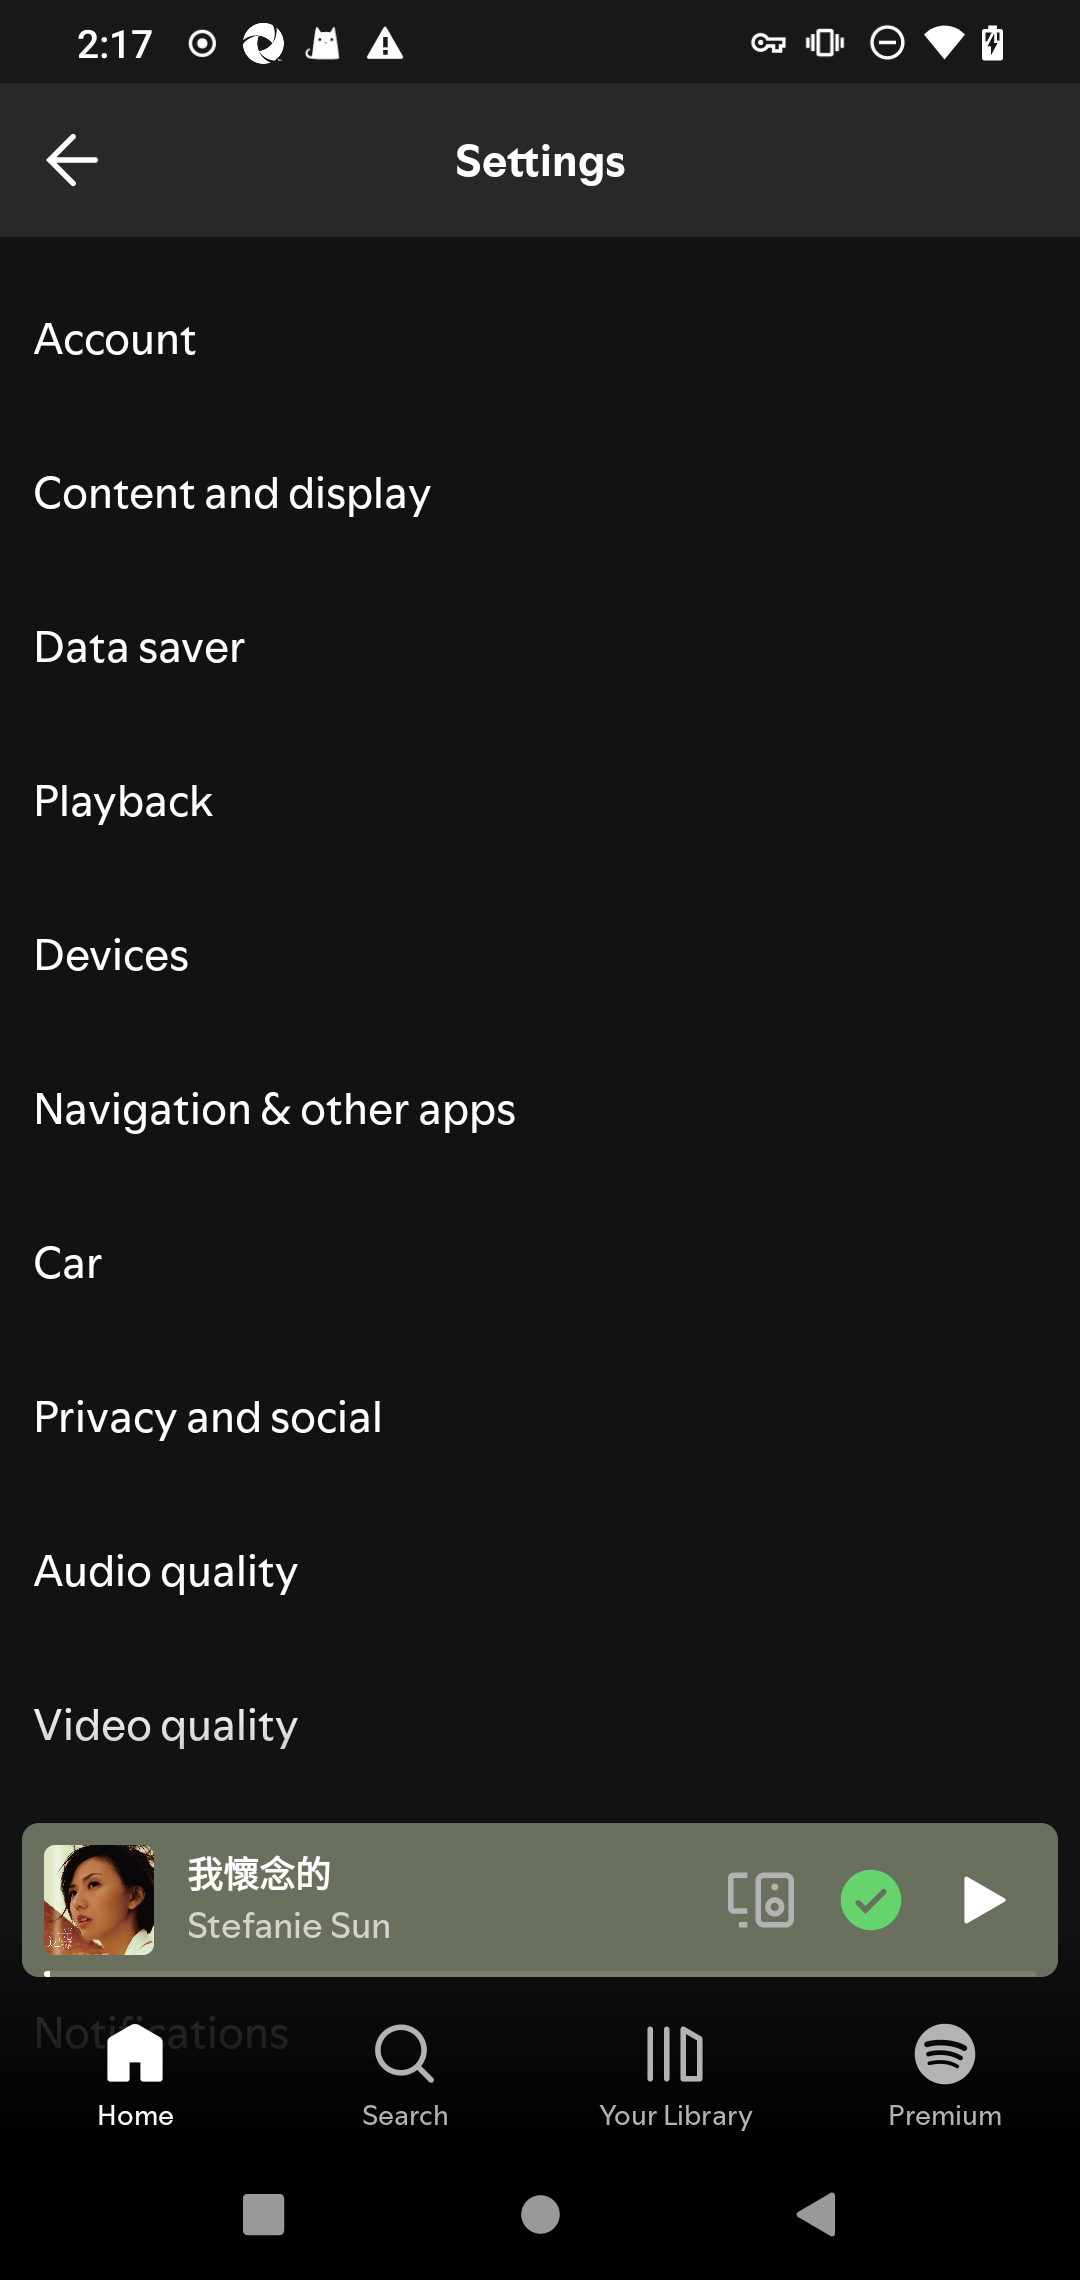 2:17
Settings
Account
Content and display
Data saver
Playback
Devices
Navigation & other apps
Car
Privacy and social
Audio quality
Video quality
我懷念的
Stefanie Sun
Notifications
Home
Search
Your Library
Premium